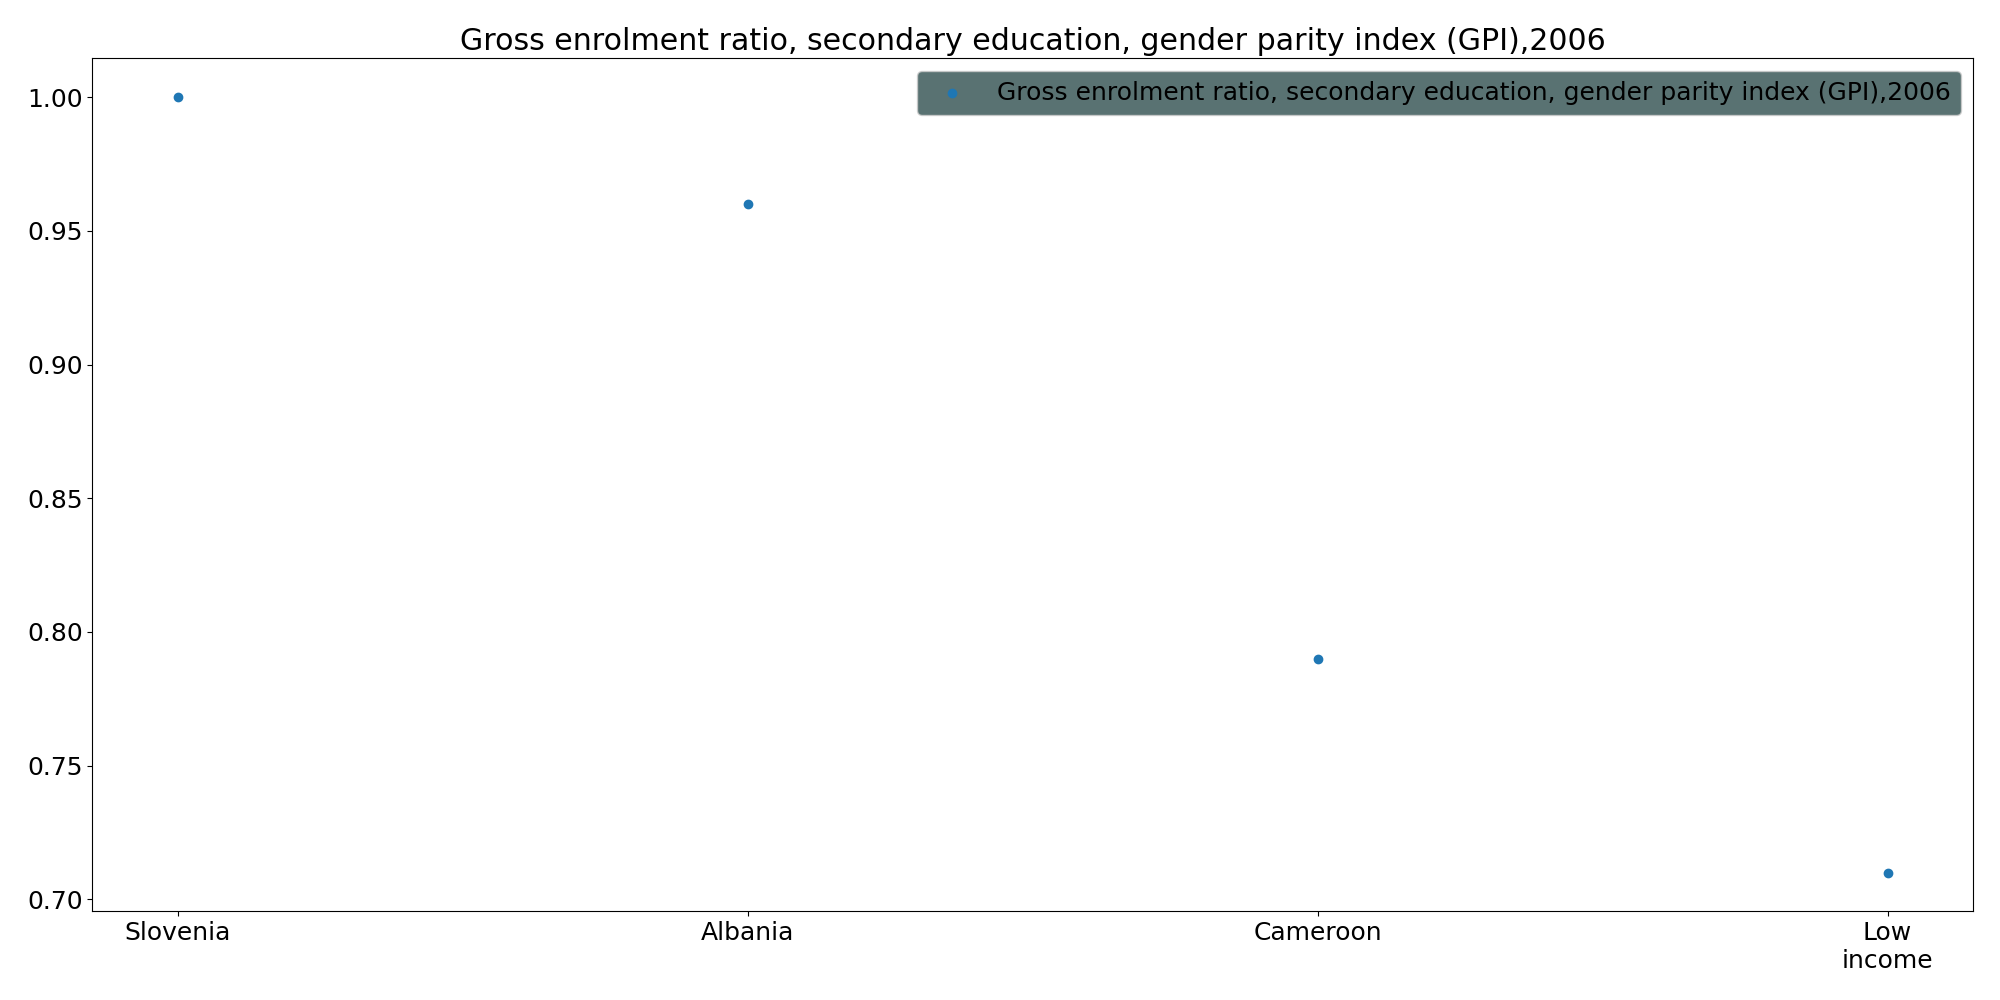 Gross enrolment ratio, secondary education, gender parity index (GPI),2006
Gross enrolment ratio, secondary education, gender parity index (GPI),2006
1.00
0.95
0.90
0.85
0.80
0.75
0.70
Slovenia
Albania
Cameroon
Low
income